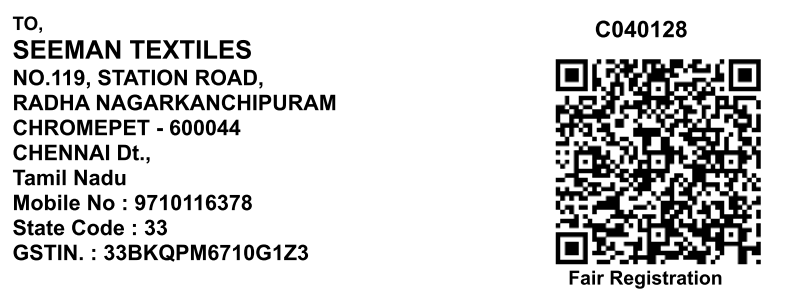 TO,
SEEMAN TEXTILES
NO.119, STATION ROAD,
RADHA NAGARKANCHIPURAM
CHROMEPET - 600044
CHENNAI Dt.,
Tamil Nadu
Mobile No : 9710116378
State Code : 33
GSTIN. : 33BKQPM6710G1Z3
C040128
Fair Registration